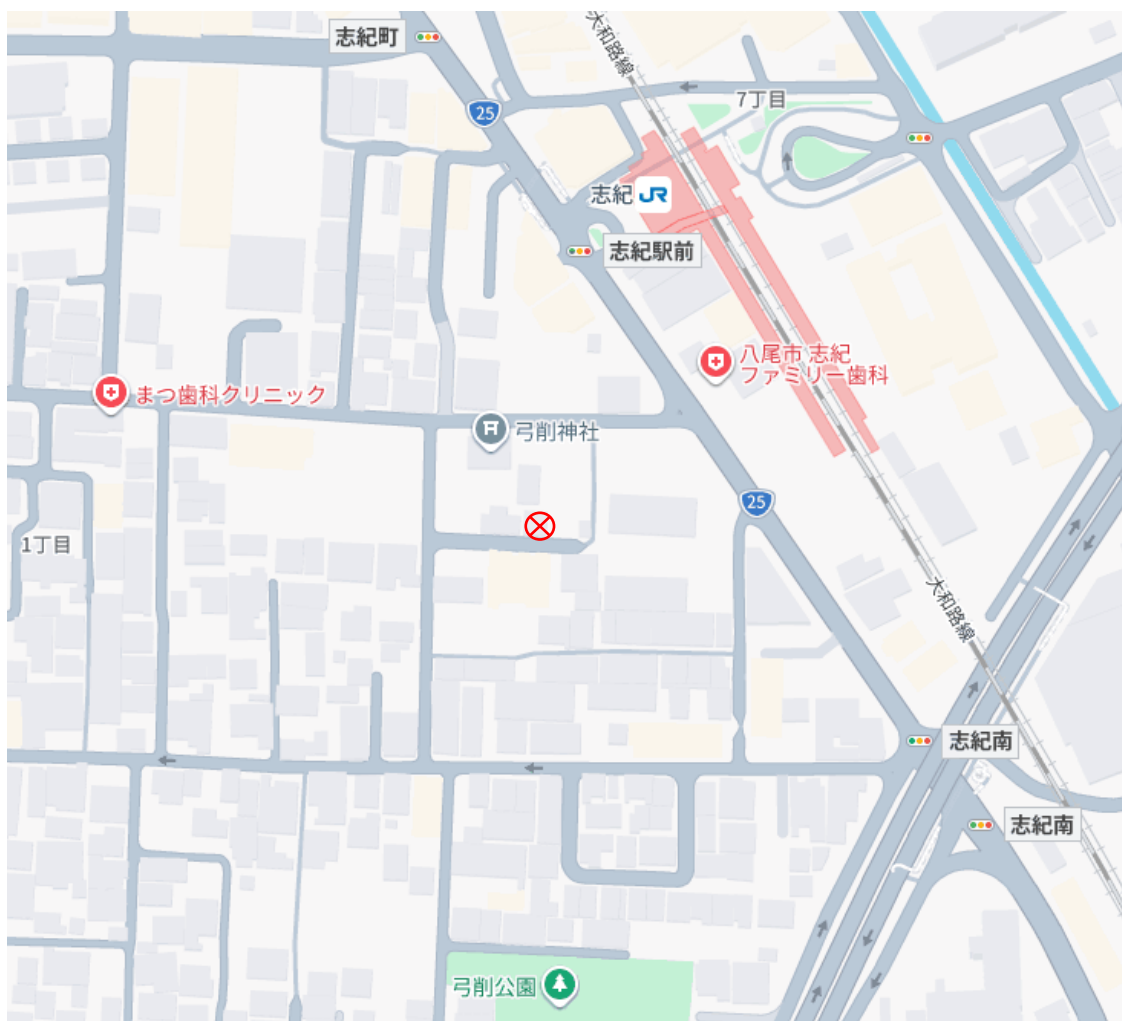 志紀町
大和路線
25
7丁目
志紀 JR
志紀駅前
八尾市 志紀
ファミリー歯科
まつ歯科クリニック
弓削神社
25
1丁目
大和路線
志紀南
志紀南
弓削公園